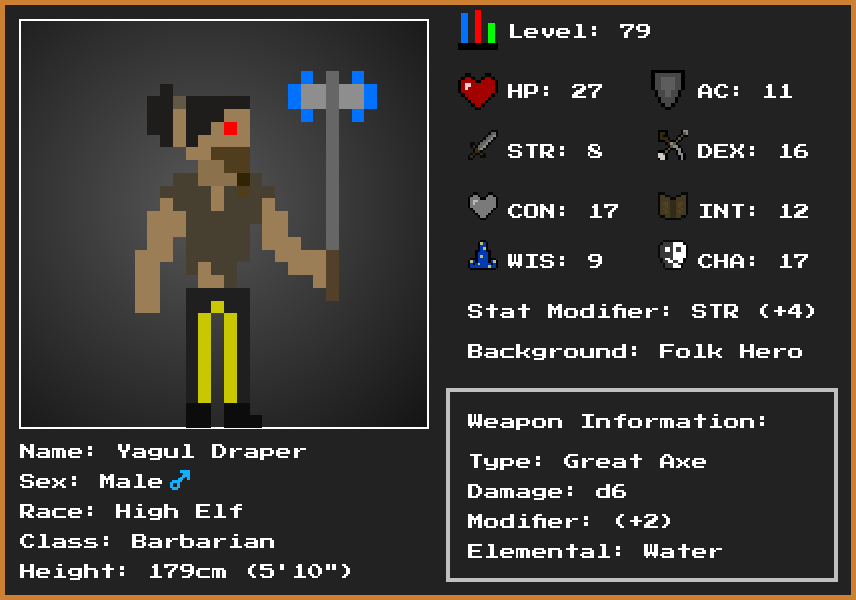 Level: 79
HP: 27
AC: 11
STR: 8
DEX: 16
CON: 17
INT: 12
WIS: 9
CHA: 17
Stat Modifier: STR (+4)
Background: Folk Hero
Weapon Information:
Type: Great Axe
Damage: d6
Modifier: (+2)
Elemental: Water
Name: Yagul Draper
Sex: Male ♂
Race: High Elf
Class: Barbarian
Height: 179cm (5'10")